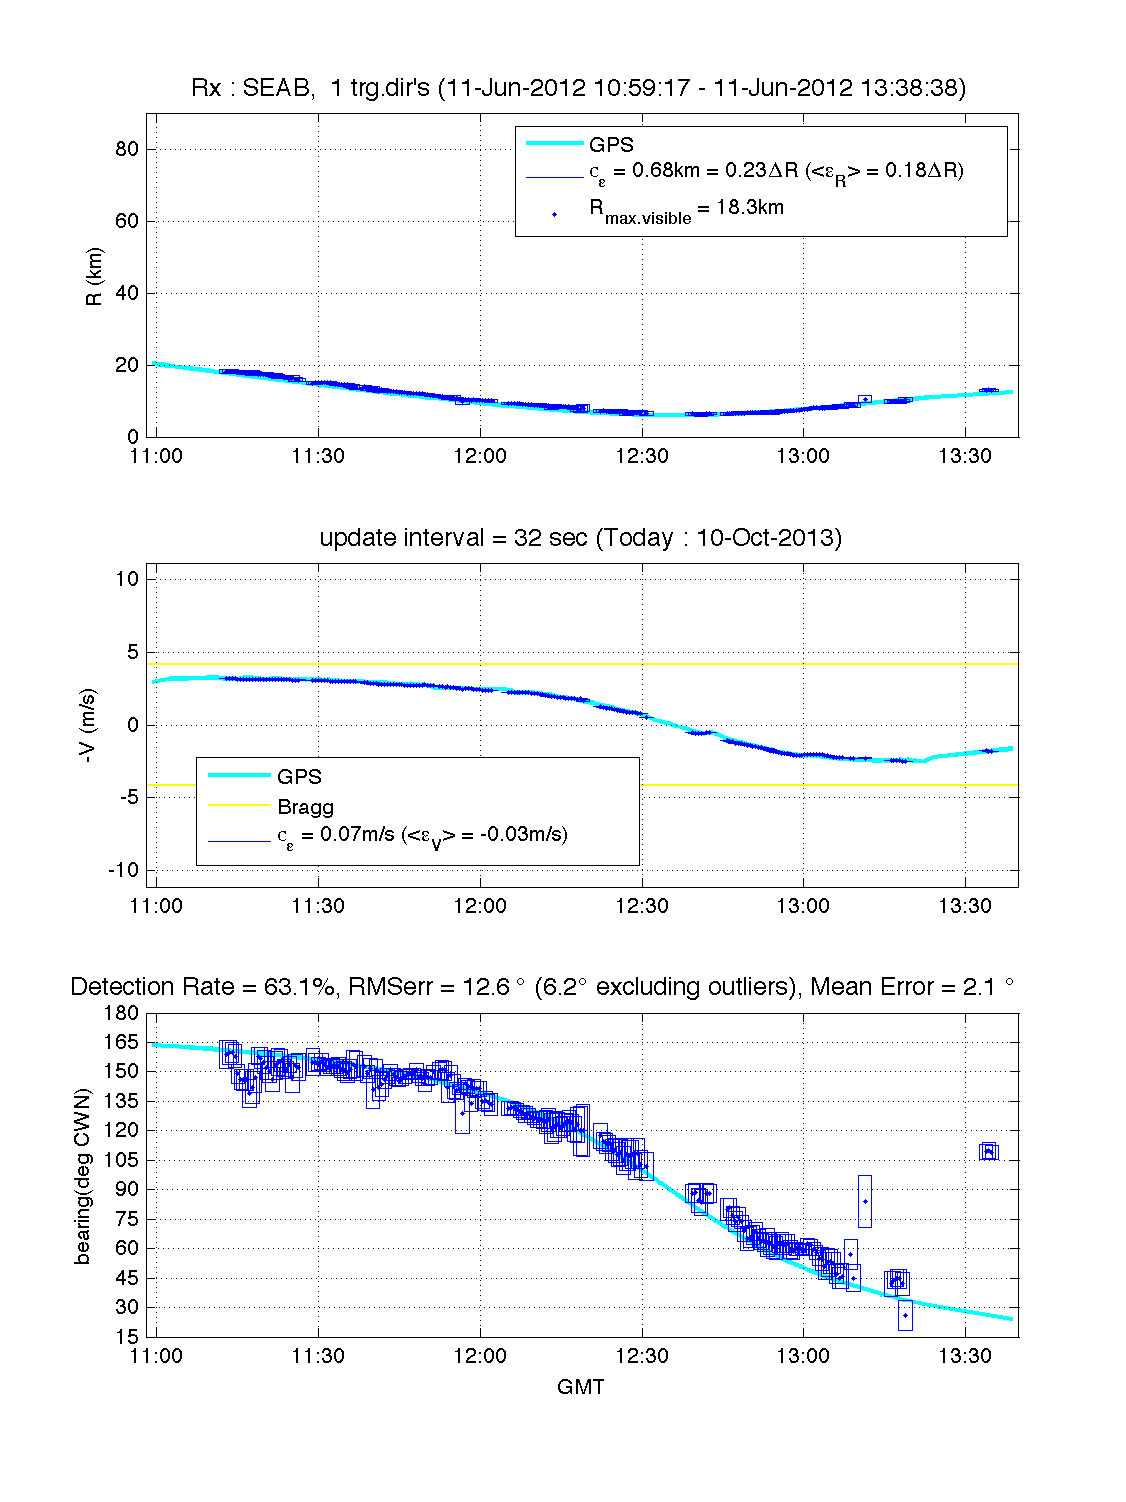 Rx : SEAB,  1 trg.dir's (11-Jun-2012 10:59:17 - 11-Jun-2012 13:38:38)
GPS
σε = 0.68km = 0.23ΔR (<εR> = 0.18ΔR)
Rmax.visible = 18.3km
R (km)
80
60
40
20
0
11:00 11:30 12:00 12:30 13:00 13:30
update interval = 32 sec (Today : 10-Oct-2013)
-V (m/s)
10
5
0
-5
-10
GPS
Bragg
σε = 0.07m/s (<εV> = -0.03m/s)
11:00 11:30 12:00 12:30 13:00 13:30
Detection Rate = 63.1%, RMSerr = 12.6 ° (6.2° excluding outliers), Mean Error = 2.1 °
bearing(deg CWN)
180
165
150
135
120
105
90
75
60
45
30
15
11:00 11:30 12:00 12:30 13:00 13:30
GMT